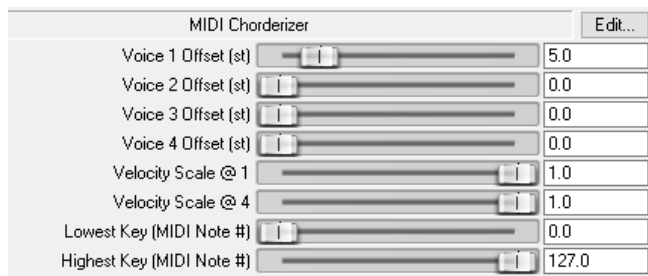 MIDI Chorderizer Edit...
Voice 1 Offset (st) 5.0
Voice 2 Offset (st) 0.0
Voice 3 Offset (st) 0.0
Voice 4 Offset (st) 0.0
Velocity Scale @ 1 1.0
Velocity Scale @ 4 1.0
Lowest Key (MIDI Note #) 0.0
Highest Key (MIDI Note #) 127.0